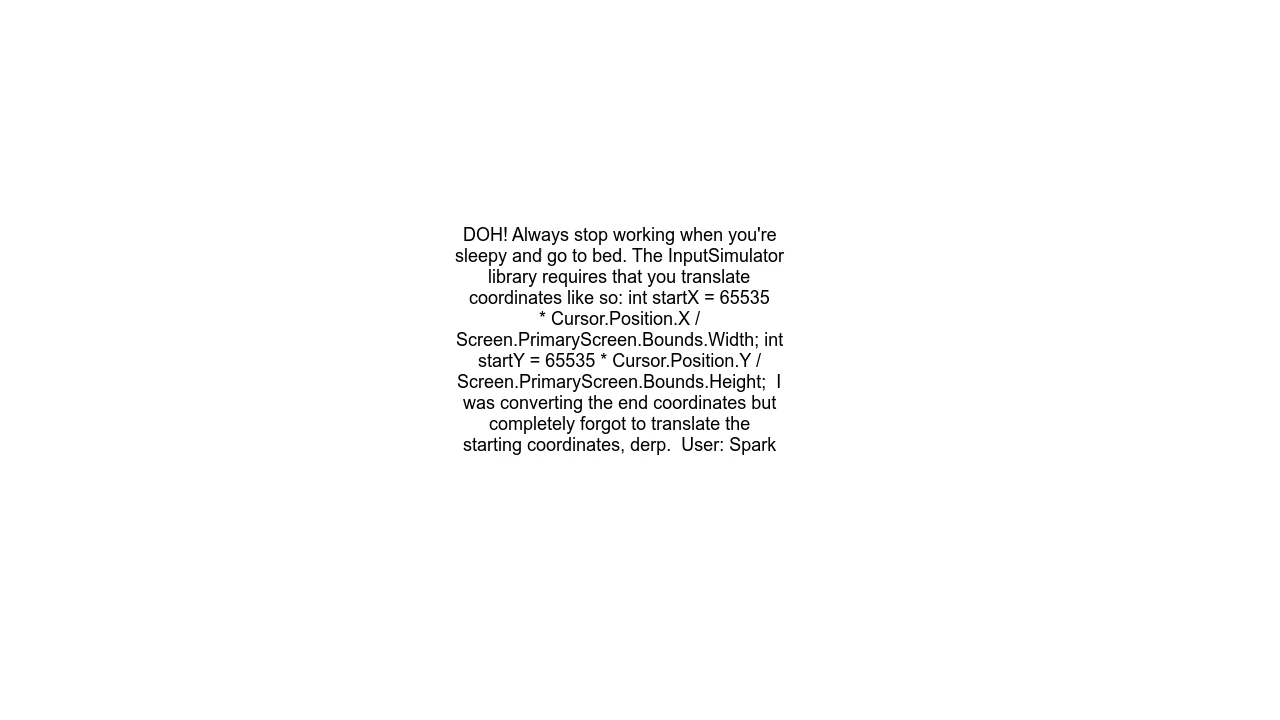 DOH! Always stop working when you're
sleepy and go to bed. The InputSimulator
library requires that you translate
coordinates like so: int startX = 65535
* Cursor.Position.X /
Screen.PrimaryScreen.Bounds.Width; int
startY = 65535 * Cursor.Position.Y /
Screen.PrimaryScreen.Bounds.Height;  I
was converting the end coordinates but
completely forgot to translate the
starting coordinates, derp.  User: Spark